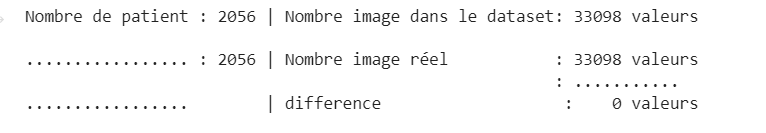 Nombre de patient : 2056 | Nombre image dans le dataset: 33098 valeurs
................. : 2056 | Nombre image réel           : 33098 valeurs
: ...........
.................        | difference                   :    0 valeurs